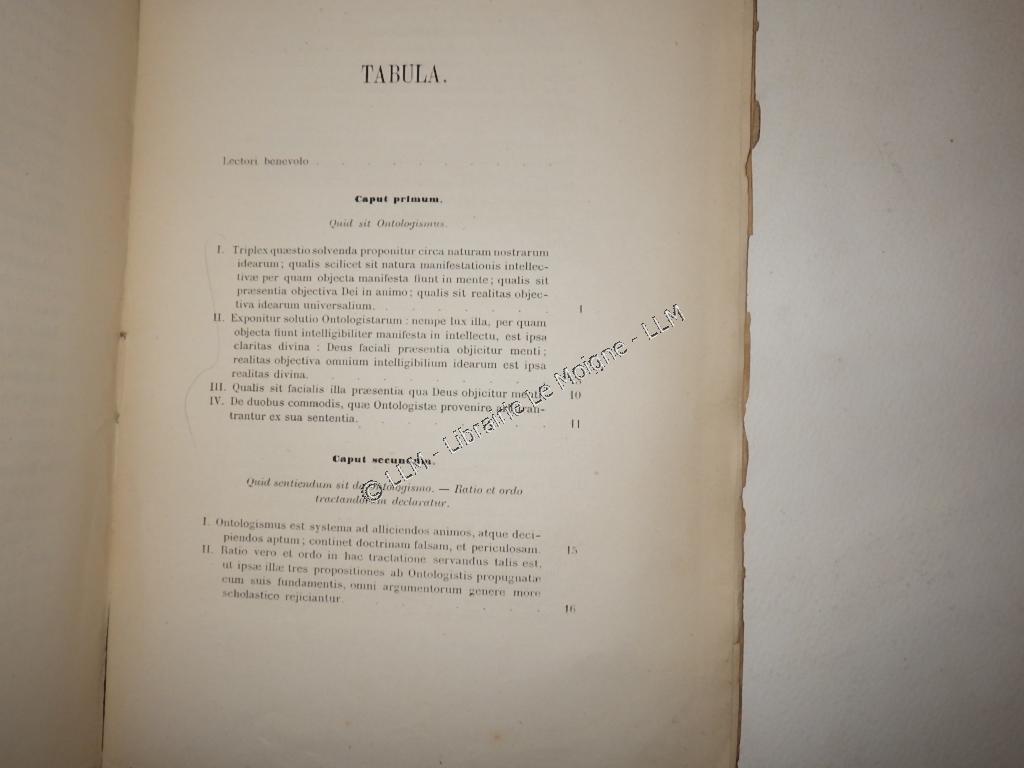 TABULA.
Lectori benevolo . . . . . . . . .
Caput primum.
Quid sit Ontologismus.
I. Triplex quæstio solvenda proponitur circa naturam nostrarum
idearum; qualis scilicet sit natura manifestationis intellec-
tivæ per quam objecta manifesta fiunt in mente; qualis sit
præsentia objectiva Dei in animo; qualis sit realitas objec-
tiva idearum universalium. . . . . . . . 1
II. Exponitur solutio Ontologistarum : nempe lux illa, per quam
objecta fiunt intelligibiliter manifesta in intellectu, est ipsa
claritas divina : Deus faciali præsentia objicitur menti;
realitas objectiva omnium intelligibilium idearum est ipsa
realitas divina. . . . . . . . . .
III. Qualis sit facialis illa præsentia qua Deus objicitur menti. 10
IV. De duobus commodis, quæ Ontologistæ provenire
trantur ex sua sententia. . . . . . . . 11
Caput secundum.
Quid sentiendum sit de Ontologismo. — Ratio et ordo
tractandorum declaratur.
I. Ontologismus est systema ad alliciendos animos, atque deci-
piendos aptum; continet doctrinam falsam, et periculosam. 15
II. Ratio vero et ordo in hac tractatione servandus talis est,
ut ipsæ illæ tres propositiones ab Ontologistis propugnatæ
cum suis fundamentis, omni argumentorum genere more
scholastico rejiciantur. . . . . . . . . 16
© LLM - Librairie Le Moigne - LLM